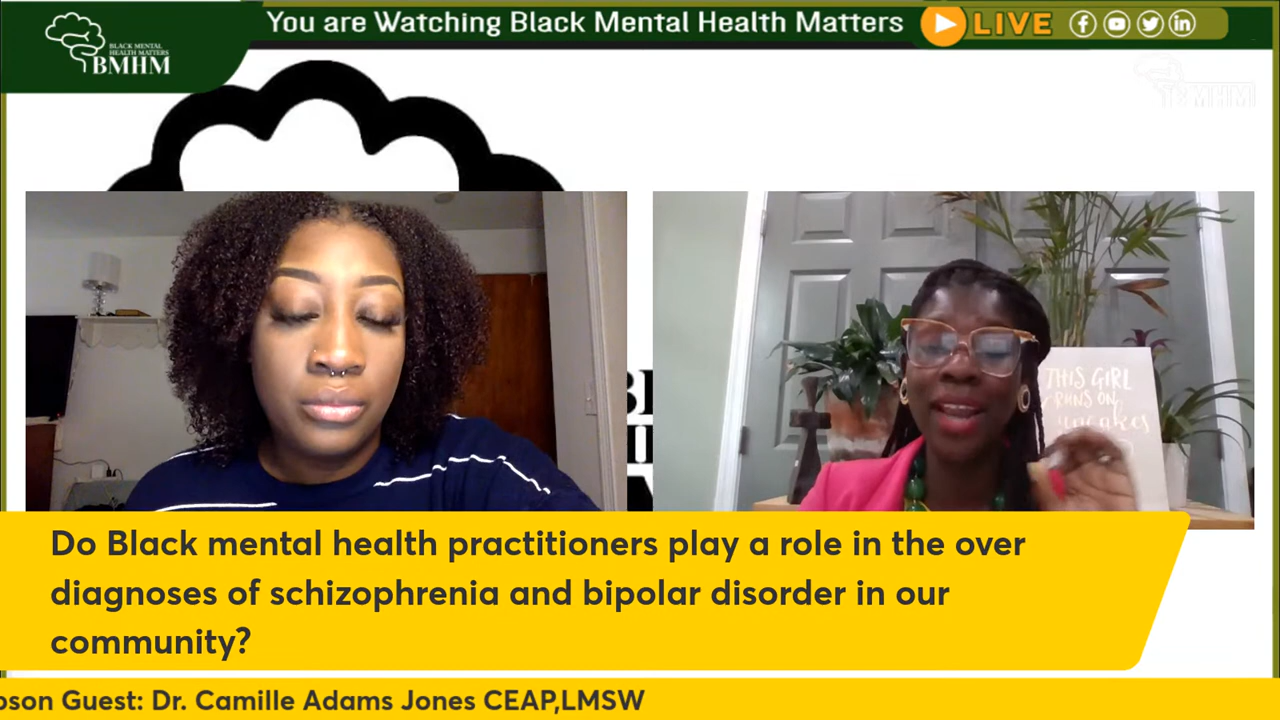 BLACK MENTAL
HEALTH MATTERS
BMHM
You are Watching Black Mental Health Matters
LIVE
BMHM
THIS GIRL
RUNS ON
Do Black mental health practitioners play a role in the over
diagnoses of schizophrenia and bipolar disorder in our
community?
Guest: Dr. Camille Adams Jones CEAP,LMSW